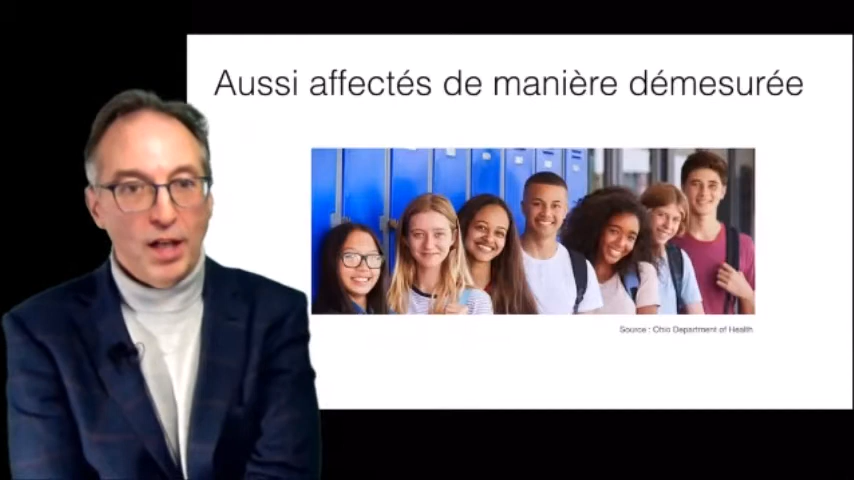 Aussi affectés de manière démesurée
Source : Ohio Department of Health